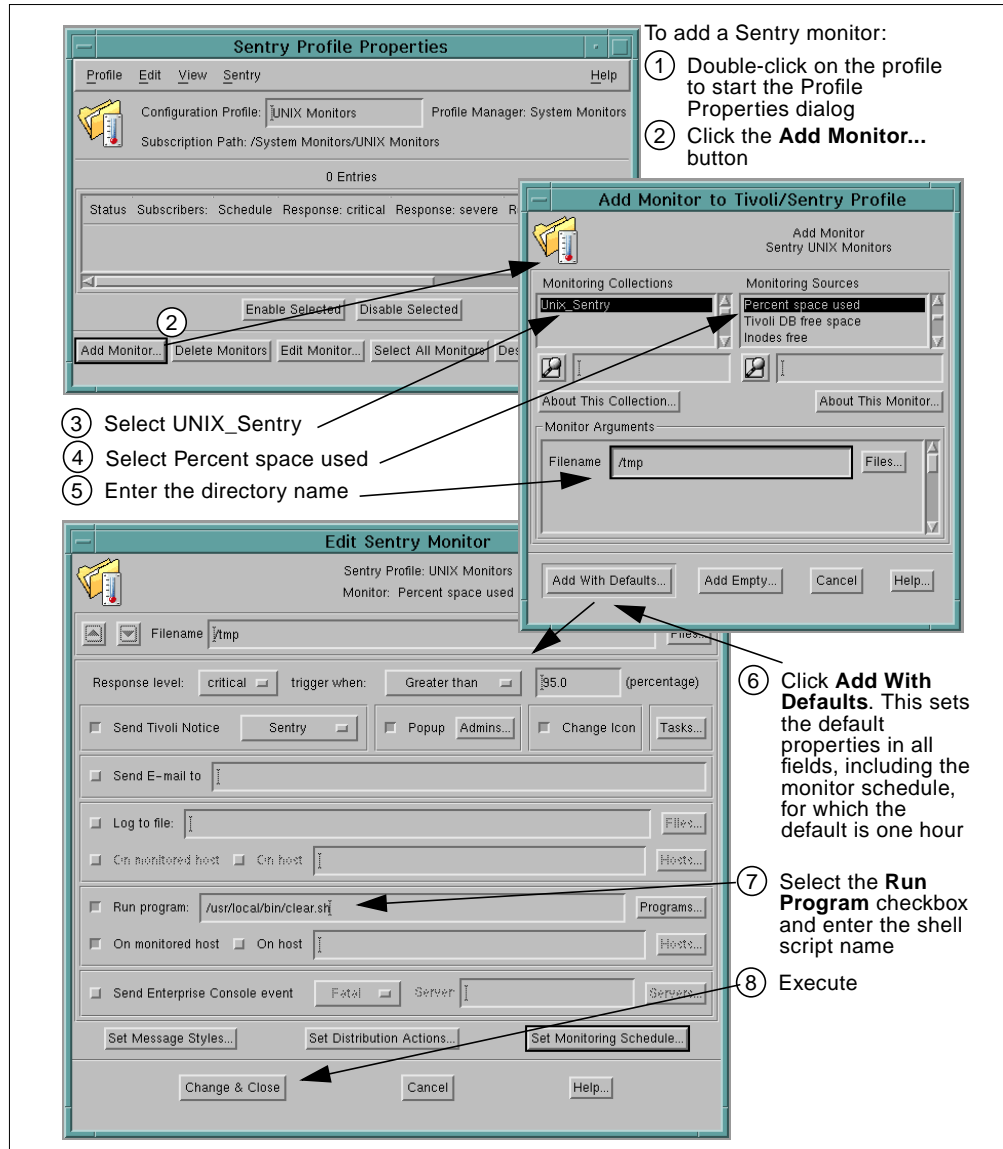 To add a Sentry monitor:
1 Double-click on the profile
to start the Profile
Properties dialog
2 Click the Add Monitor...
button
Sentry Profile Properties
Profile Edit View Sentry Help
Configuration Profile: UNIX Monitors Profile Manager: System Monitors
Subscription Path: /System Monitors/UNIX Monitors
0 Entries
Status Subscribers: Schedule Response: critical Response: severe R
Enable Selected Disable Selected
2
Add Monitor... Delete Monitors Edit Monitor... Select All Monitors Des
Add Monitor to Tivoli/Sentry Profile
Add Monitor
Sentry UNIX Monitors
Monitoring Collections Monitoring Sources
Unix_Sentry Percent space used
Tivoli DB free space
Inodes free
About This Collection... About This Monitor...
Monitor Arguments
Filename /tmp Files...
Add With Defaults... Add Empty... Cancel Help...
3 Select UNIX_Sentry
4 Select Percent space used
5 Enter the directory name
Edit Sentry Monitor
Sentry Profile: UNIX Monitors
Monitor: Percent space used
Filename /tmp Files...
Response level: critical trigger when: Greater than 95.0 (percentage)
Send Tivoli Notice Sentry Popup Admins... Change Icon Tasks...
Send E-mail to
Log to file: Files...
On monitored host On host Hosts...
Run program: /usr/local/bin/clear.sh Programs...
On monitored host On host Hosts...
Send Enterprise Console event Fatal Server Servers...
Set Message Styles... Set Distribution Actions... Set Monitoring Schedule...
Change & Close Cancel Help...
6 Click Add With
Defaults. This sets
the default
properties in all
fields, including the
monitor schedule,
for which the
default is one hour
7 Select the Run
Program checkbox
and enter the shell
script name
8 Execute